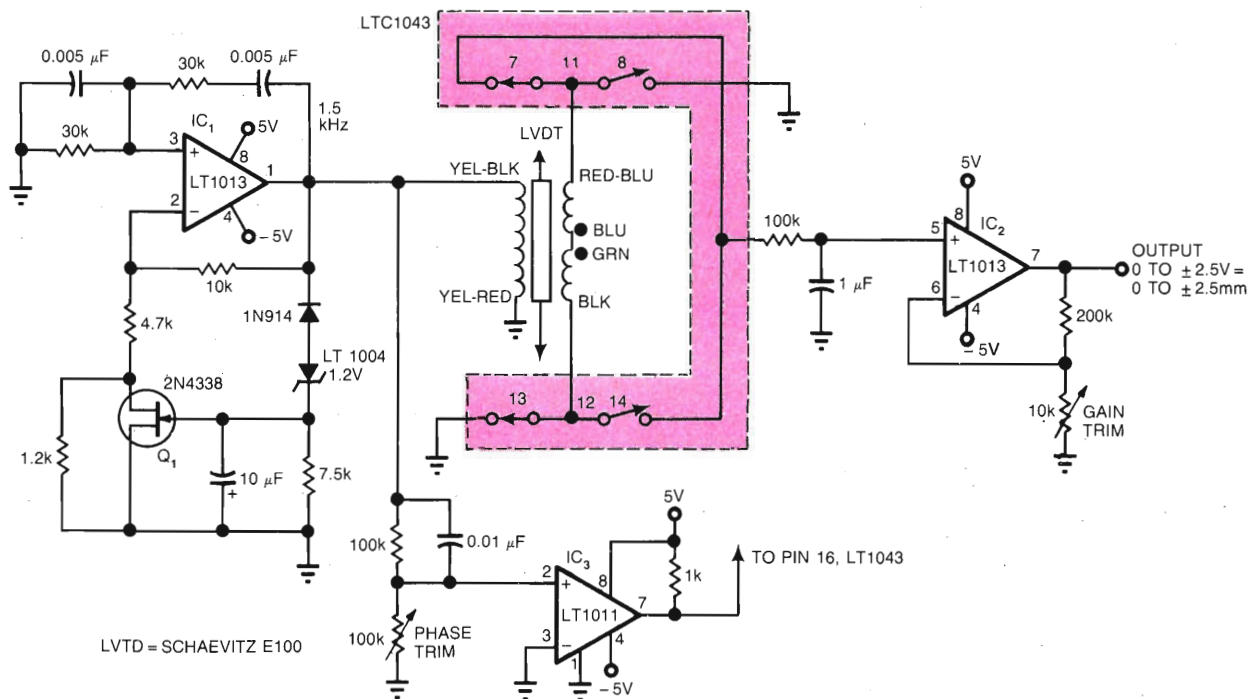 LTC1043
0.005 µF
30k
0.005 µF
7
11
8
30k
3
IC1
5V
8
1.5
kHz
+
LT1013
1
2
−
4
−5V
LVDT
YEL-BLK
RED-BLU
BLU
GRN
YEL-RED
BLK
100k
5V
8
IC2
5
+
LT1013
7
6
−
4
−5V
1 µF
OUTPUT
0 TO ±2.5V =
0 TO ±2.5mm
200k
10k
GAIN
TRIM
10k
1N914
4.7k
LT 1004
1.2V
2N4338
Q1
1.2k
10 µF
+
7.5k
13
12
14
5V
100k
0.01 µF
IC3
2
+
8
1k
TO PIN 16, LT1043
LT1011
7
3
−
1
4
−5V
100k
PHASE
TRIM
LVTD = SCHAEVITZ E100